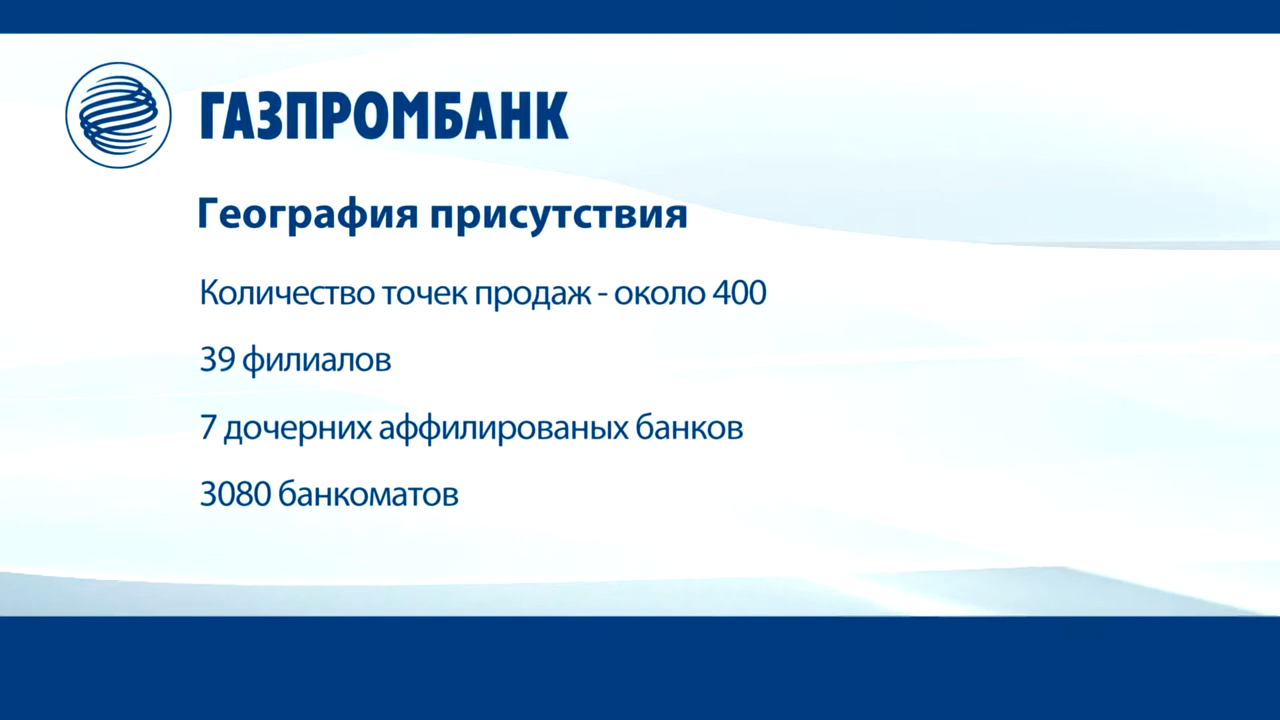 ГАЗПРОМБАНК
География присутствия
Количество точек продаж - около 400
39 филиалов
7 дочерних аффилированых банков
3080 банкоматов